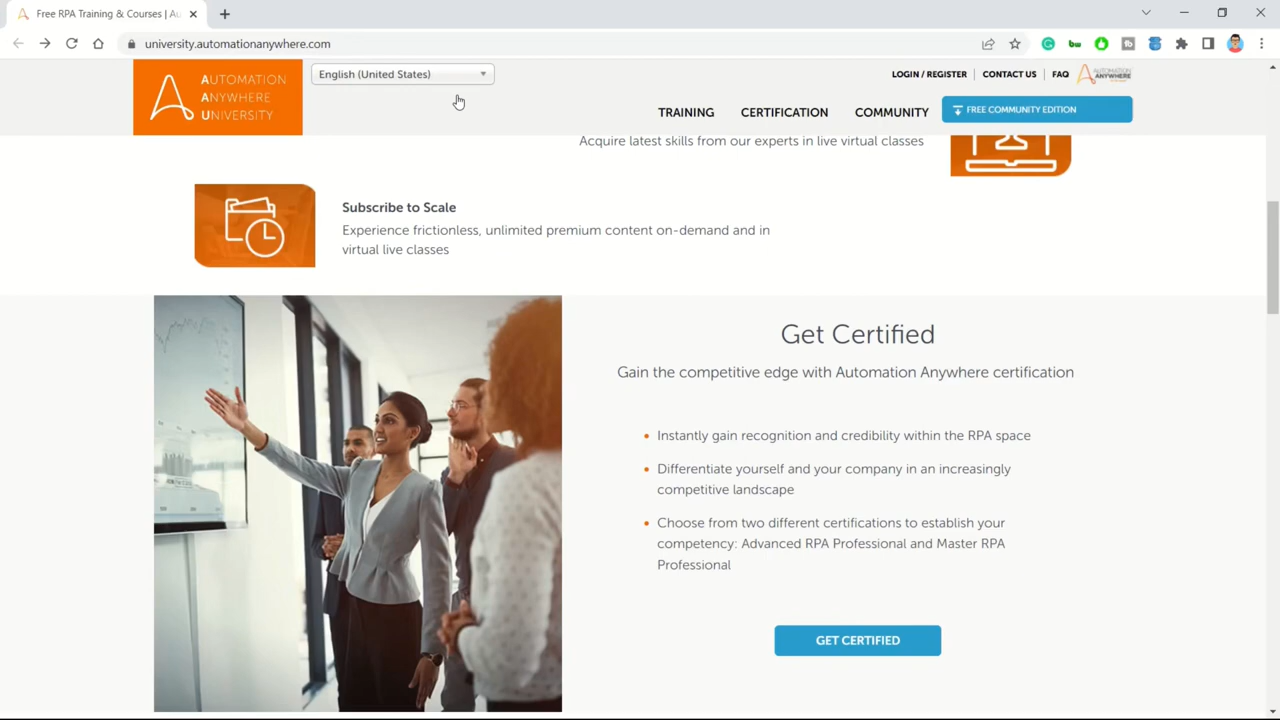 Free RPA Training & Courses | Au
university.automationanywhere.com
AUTOMATION
ANYWHERE
UNIVERSITY
English (United States)
LOGIN / REGISTER
CONTACT US
FAQ
AUTOMATION
ANYWHERE
TRAINING
CERTIFICATION
COMMUNITY
FREE COMMUNITY EDITION
Acquire latest skills from our experts in live virtual classes
Subscribe to Scale
Experience frictionless, unlimited premium content on-demand and in
virtual live classes
Get Certified
Gain the competitive edge with Automation Anywhere certification
Instantly gain recognition and credibility within the RPA space
Differentiate yourself and your company in an increasingly
competitive landscape
Choose from two different certifications to establish your
competency: Advanced RPA Professional and Master RPA
Professional
GET CERTIFIED